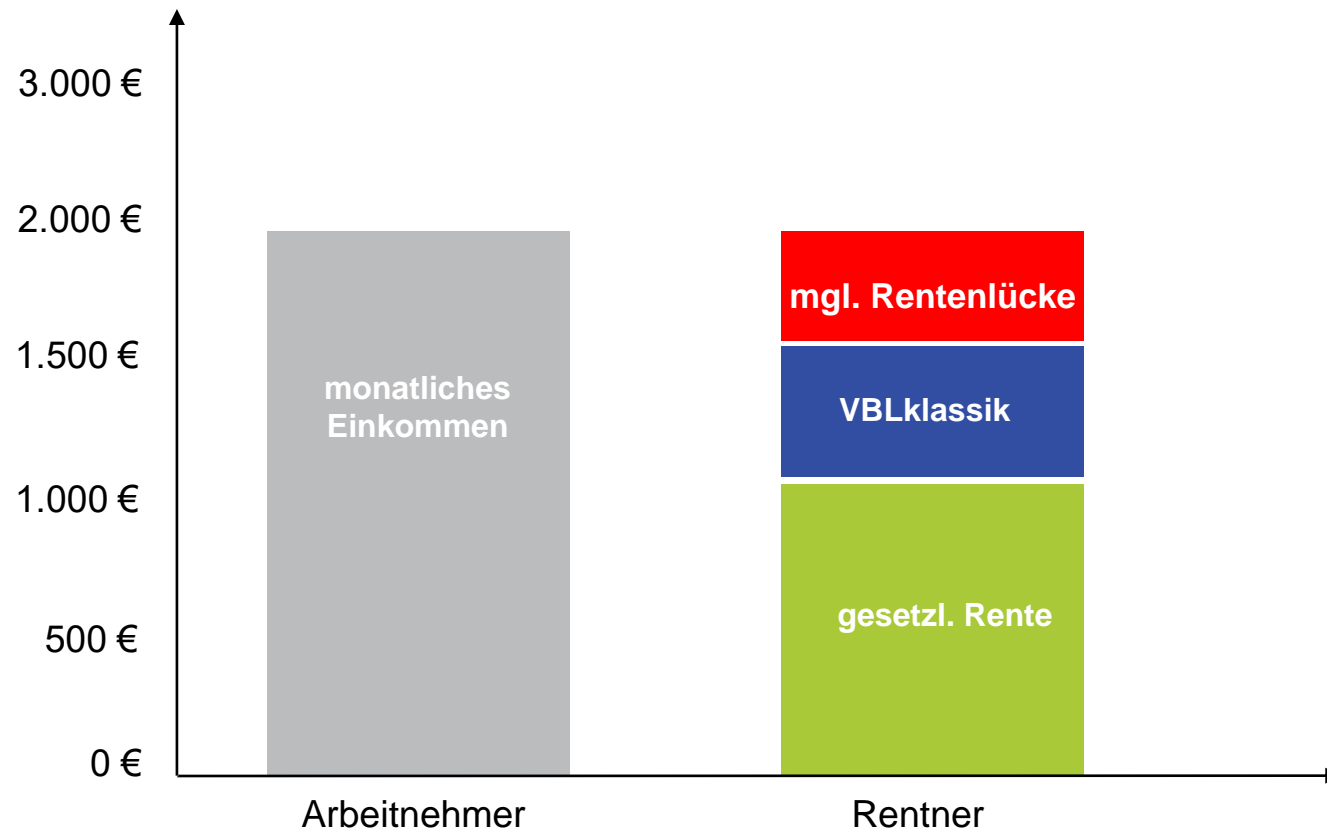 3.000 €
2.000 €
1.500 €
1.000 €
500 €
0 €
monatliches
Einkommen
mgl. Rentenlücke
VBLklassik
gesetzl. Rente
Arbeitnehmer
Rentner